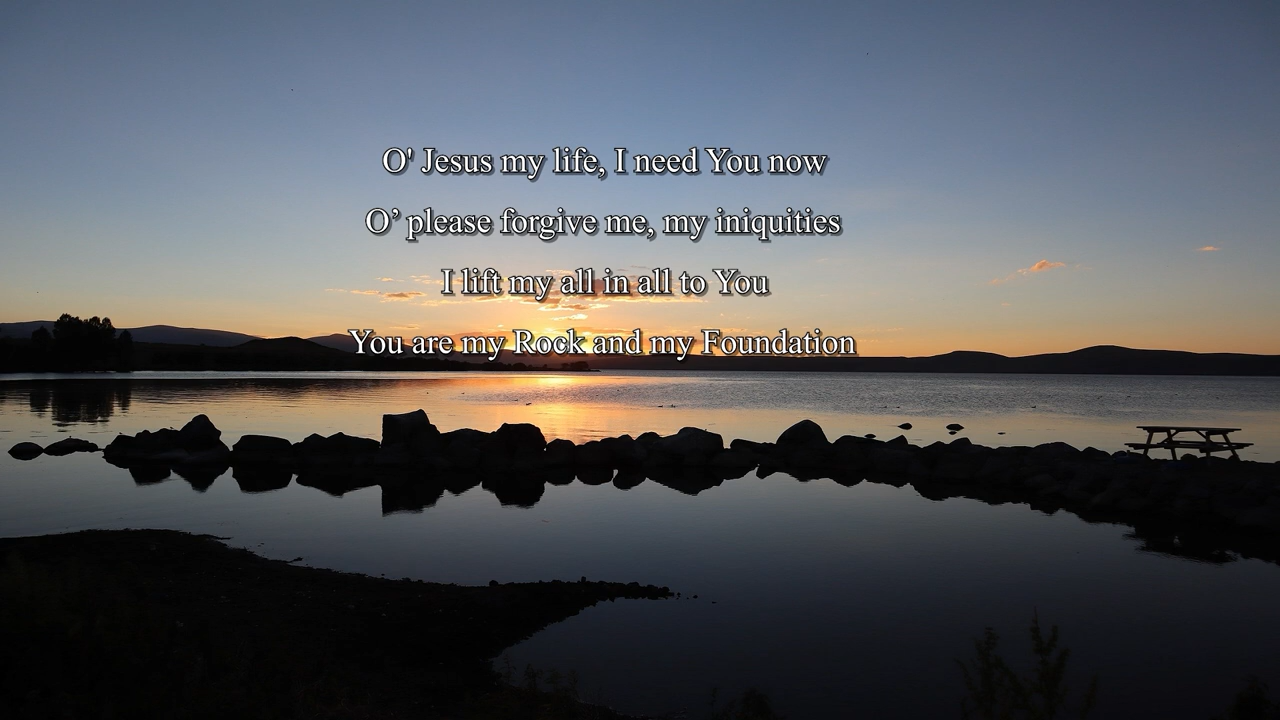 O' Jesus my life, I need You now
O’ please forgive me, my iniquities
I lift my all in all to You
You are my Rock and my Foundation